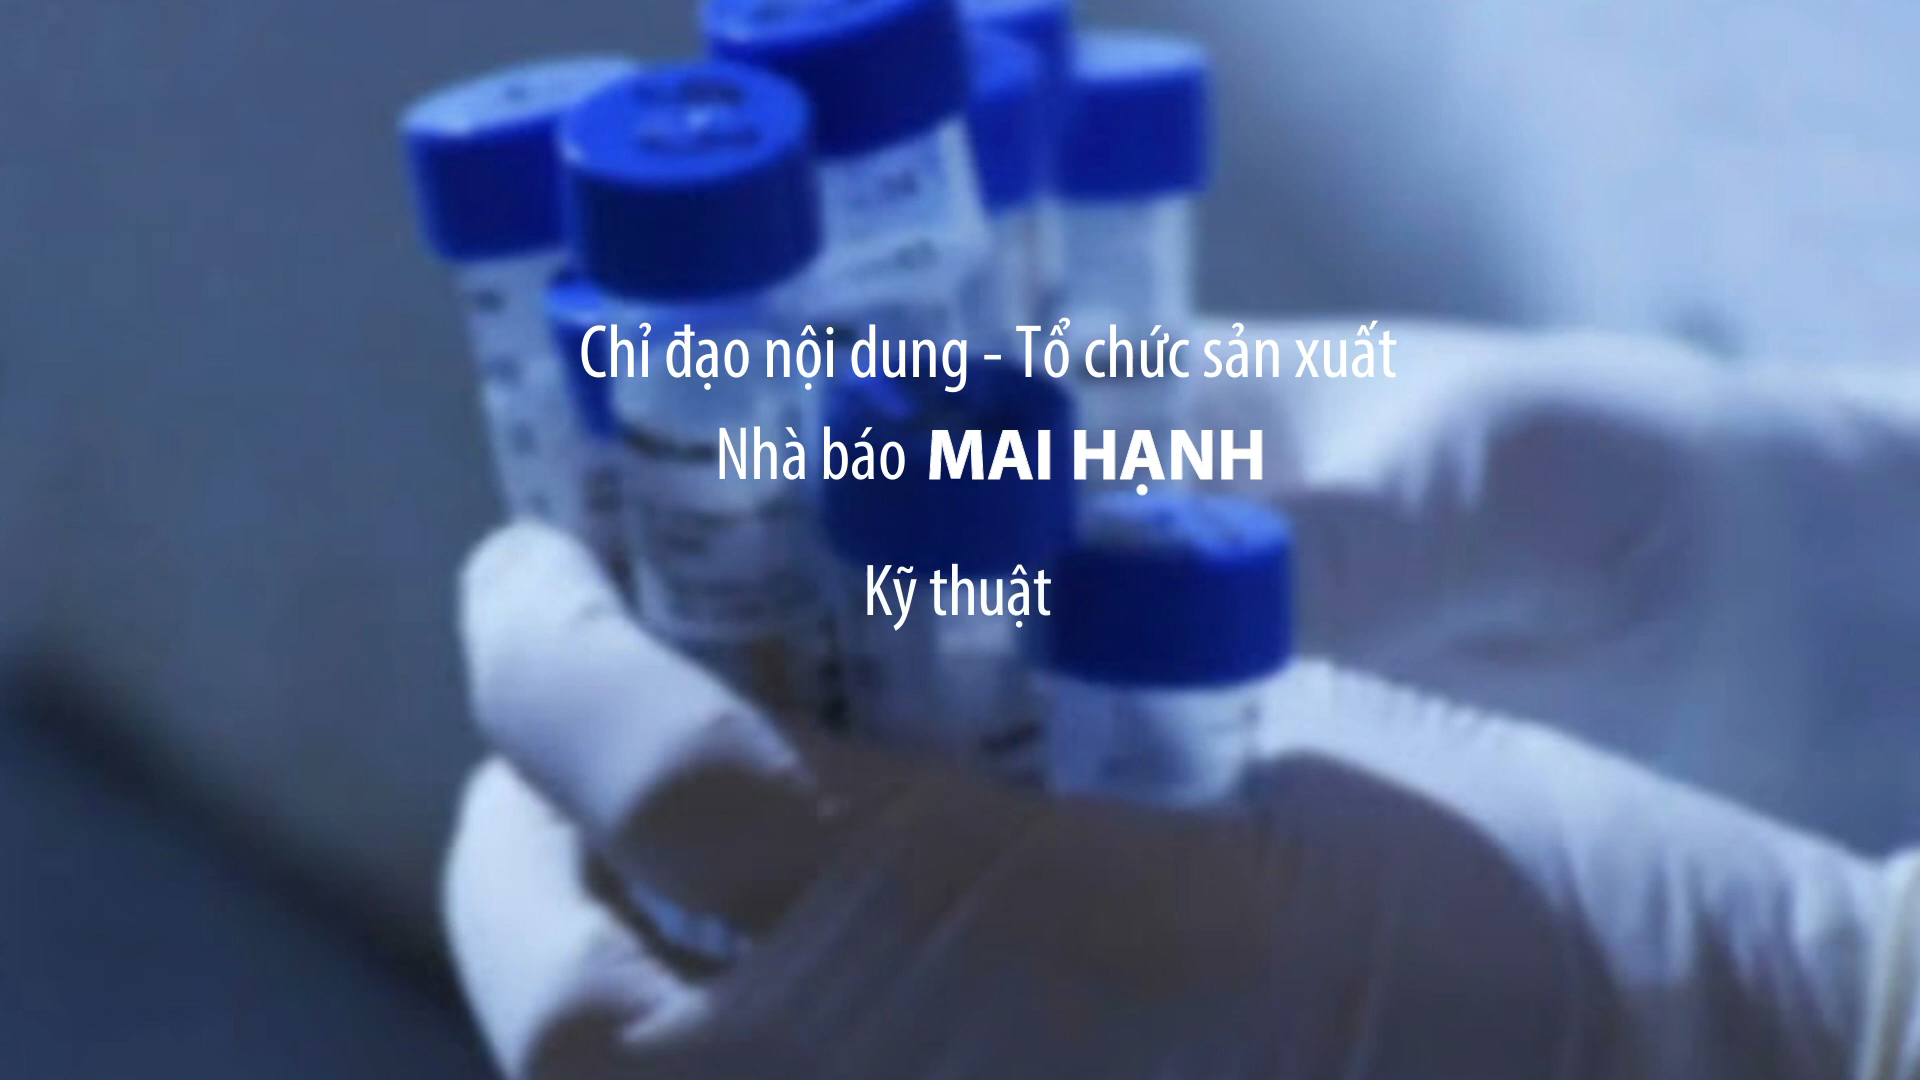 Chỉ đạo nội dung - Tổ chức sản xuất
Nhà báo MAI HẠNH
Kỹ thuật